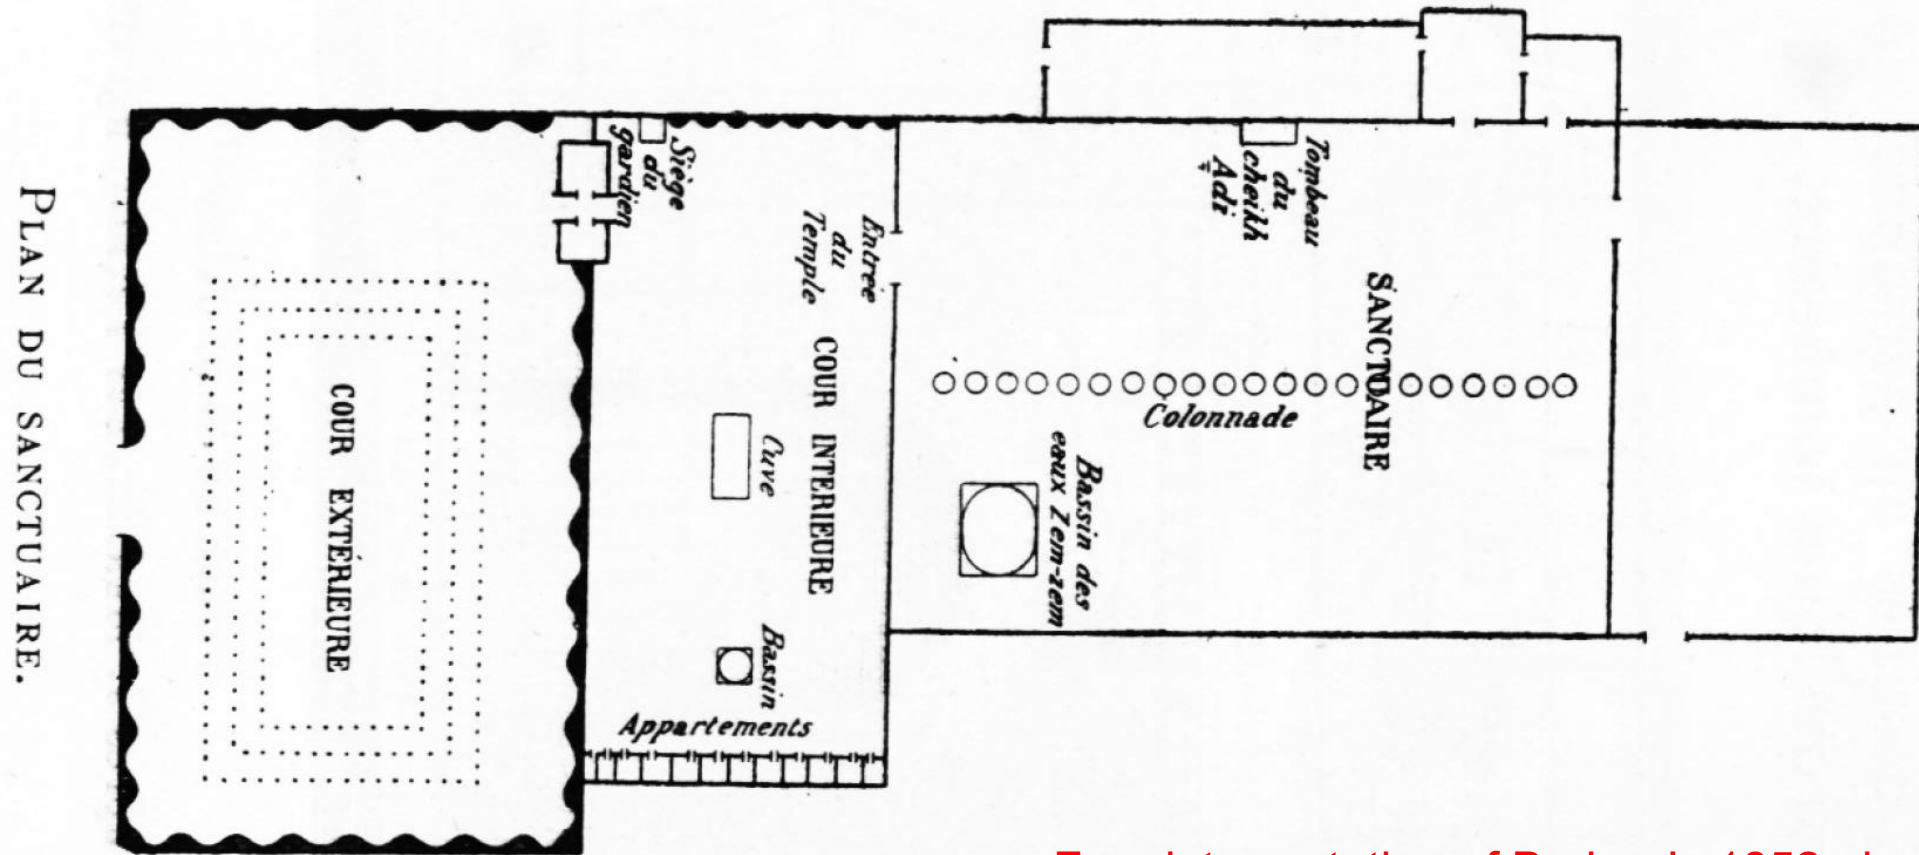 PLAN DU SANCTUAIRE.
COUR EXTÉRIEURE
Siège
du
gardien
Entrée
du
Temple
COUR INTERIEURE
Cuve
Bassin
Appartements
Tombeau
du
cheikh
Adi
SANCTUAIRE
Colonnade
Bassin des
eaux Zem-zem